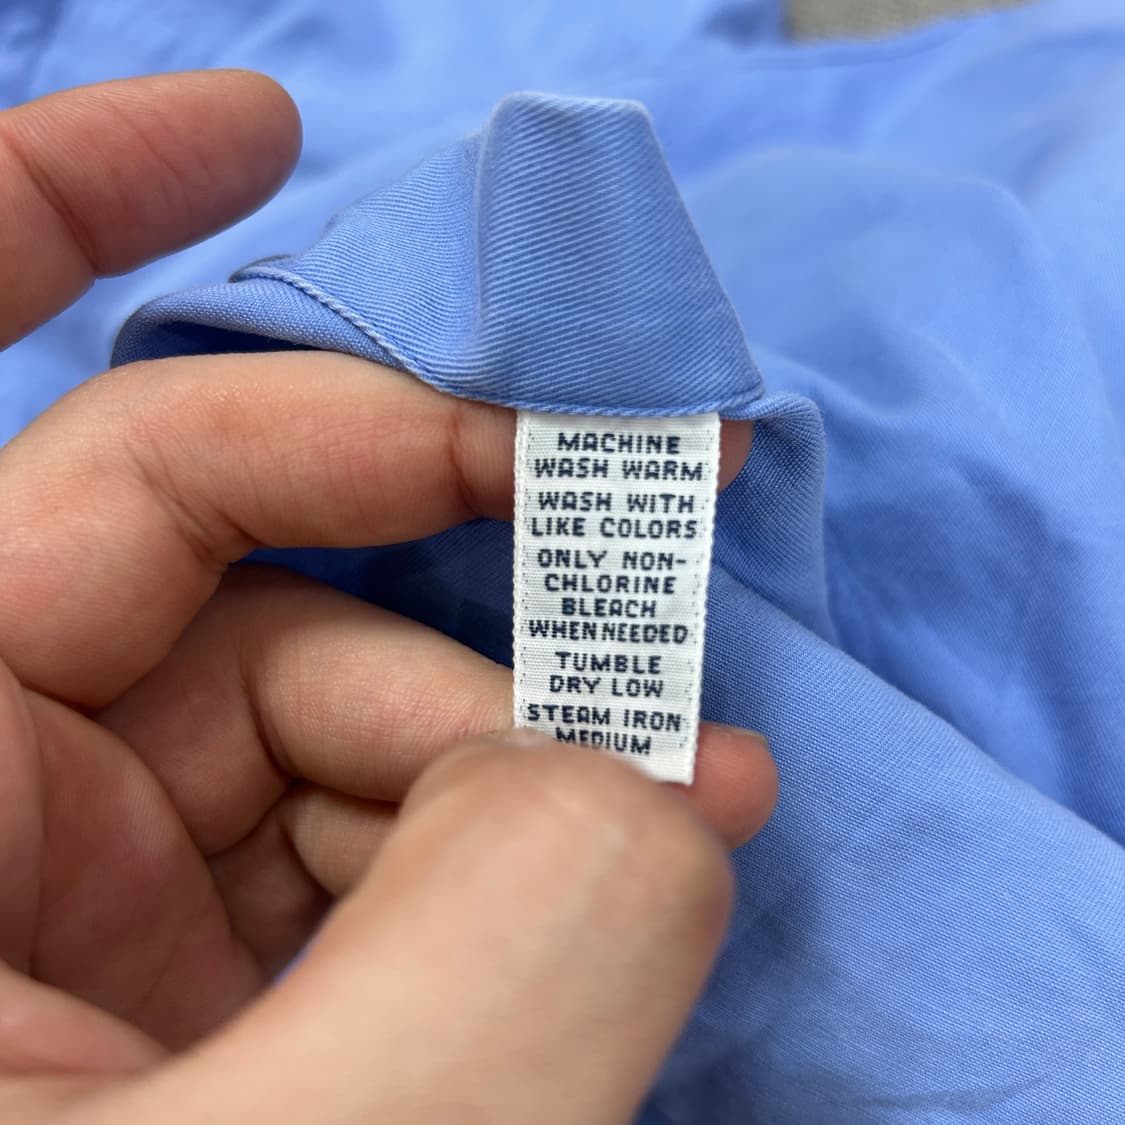 MACHINE
WASH WARM
WASH WITH
LIKE COLORS
ONLY NON-
CHLORINE
BLEACH
WHEN NEEDED
TUMBLE
DRY LOW
STEAM IRON
MEDIUM